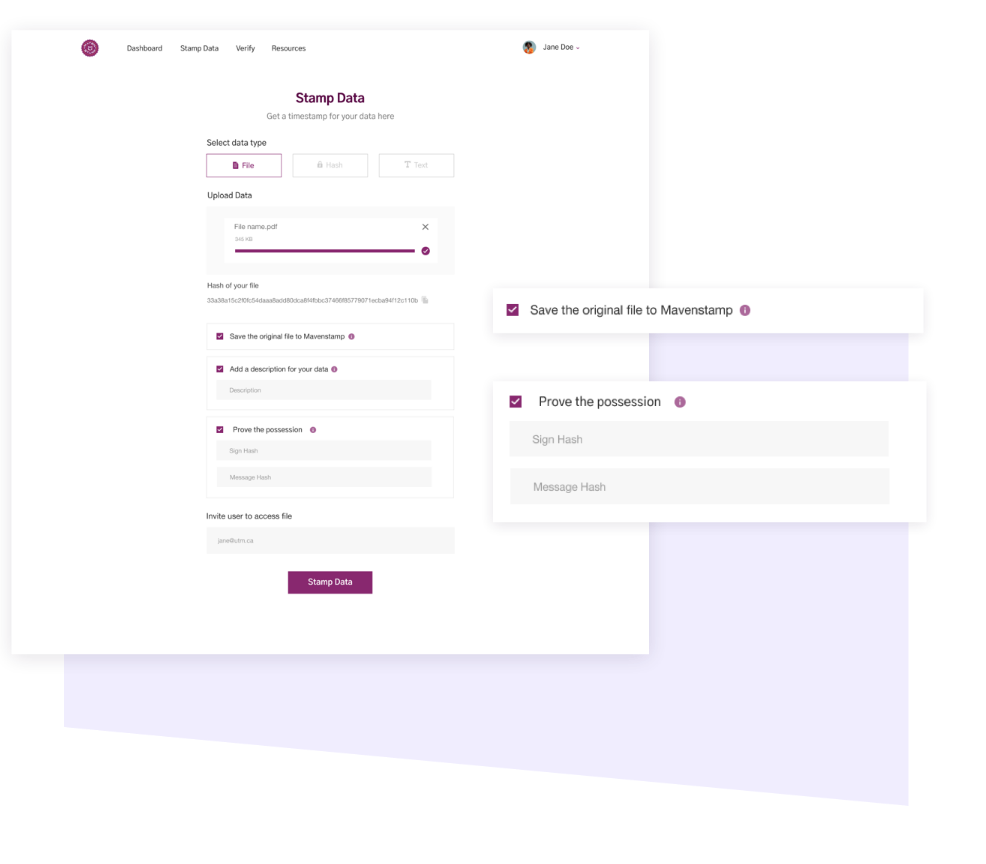 Dashboard Stamp Data Verify Resources Jane Doe
Stamp Data
Get a timestamp for your data here
Select data type
File Hash Text
Upload Data
File name.pdf
345 KB
Hash of your file
Save the original file to Mavenstamp
Add a description for your data
Description
Prove the possession
Sign Hash
Message Hash
Invite user to access file
jane@utm.ca
Stamp Data
Save the original file to Mavenstamp
Prove the possession
Sign Hash
Message Hash